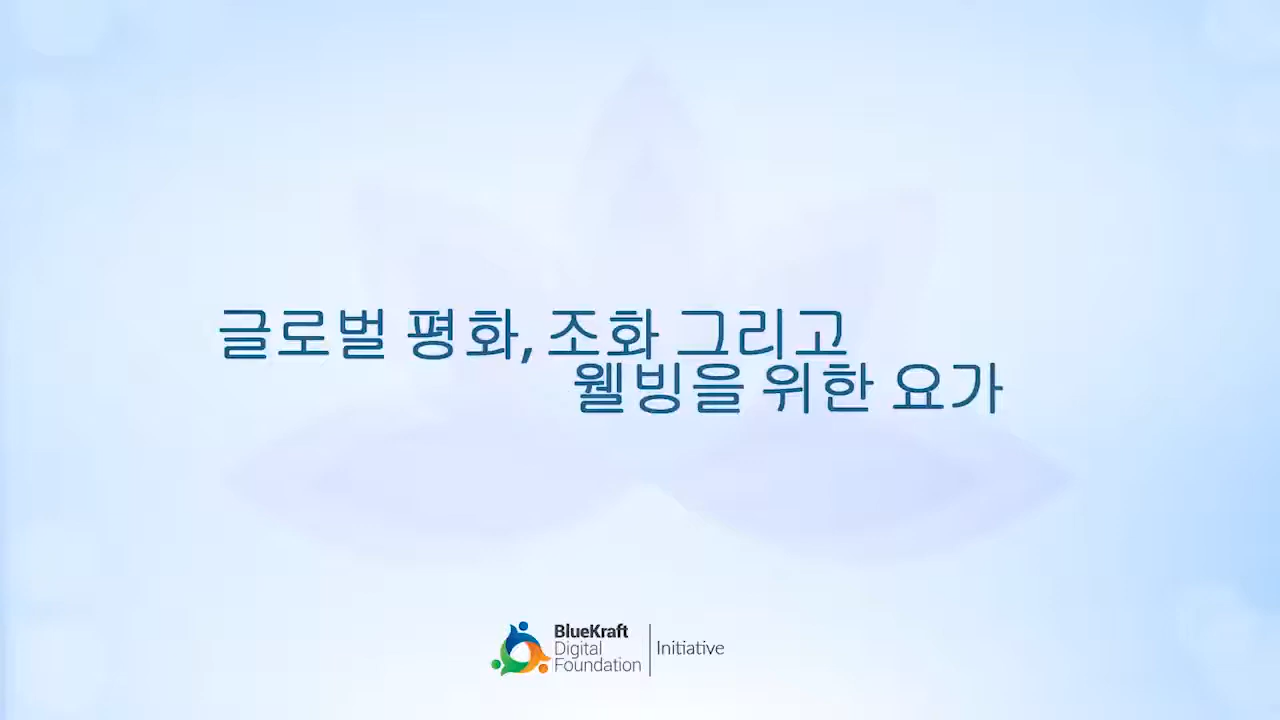 글로벌 평화, 조화 그리고
웰빙을 위한 요가
BlueKraft
Digital
Foundation
Initiative